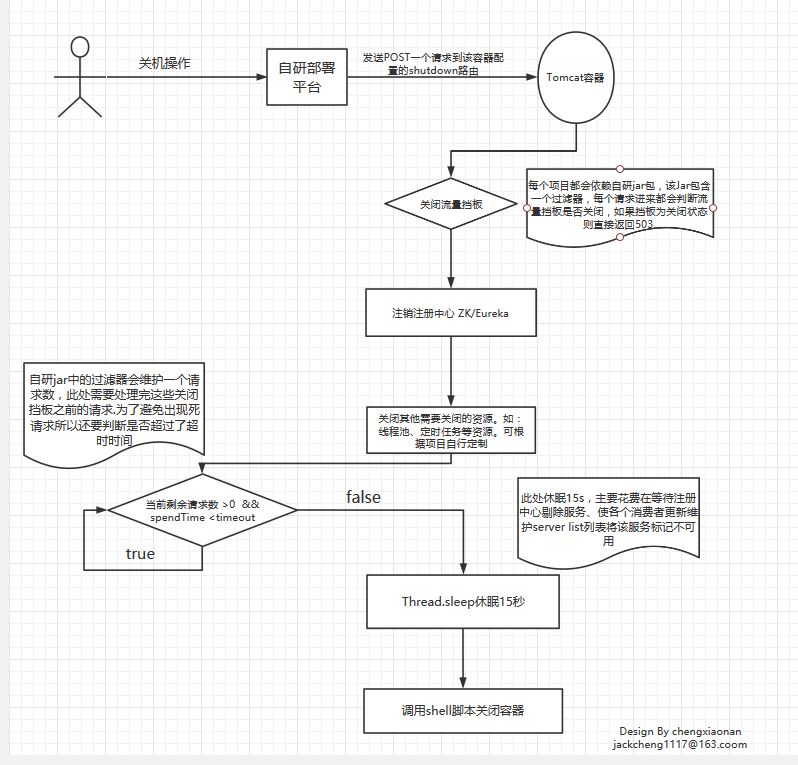 关机操作
自研部署
平台
发送POST一个请求到该容器配
置的shutdown路由
Tomcat容器
关闭流量挡板
每个项目都会依赖自研jar包，该Jar包含
一个过滤器，每个请求进来都会判断流
量挡板是否关闭，如果挡板为关闭状态
则直接返回503
注销注册中心 ZK/Eureka
自研jar中的过滤器会维护一个请
求数，此处需要处理完这些关闭
挡板之前的请求.为了避免出现死
请求所以还要判断是否超过了超
时时间
关闭其他需要关闭的资源。如：
线程池、定时任务等资源。可根
据项目自行定制
当前剩余请求数 >0 &&
spendTime <timeout
false
true
此处休眠15s，主要花费在等待注册
中心剔除服务、使各个消费者更新维
护server list列表将该服务标记不可
用
Thread.sleep休眠15秒
调用shell脚本关闭容器
Design By chengxiaonan
jackcheng1117@163.coom